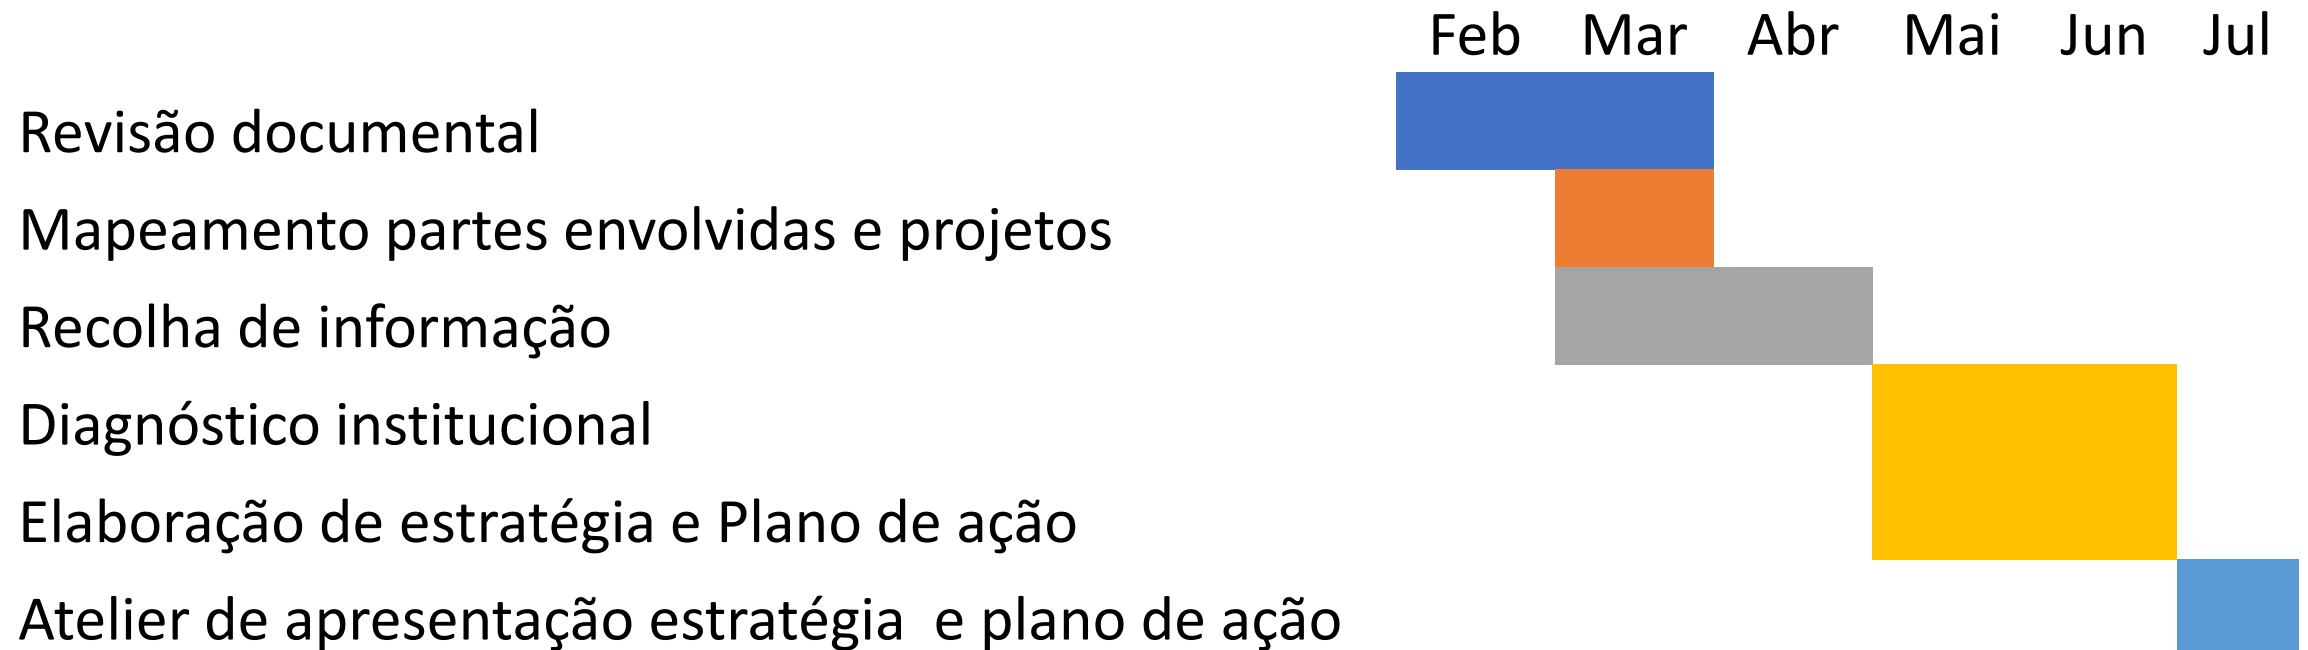 Feb Mar Abr Mai Jun Jul
Revisão documental
Mapeamento partes envolvidas e projetos
Recolha de informação
Diagnóstico institucional
Elaboração de estratégia e Plano de ação
Atelier de apresentação estratégia  e plano de ação